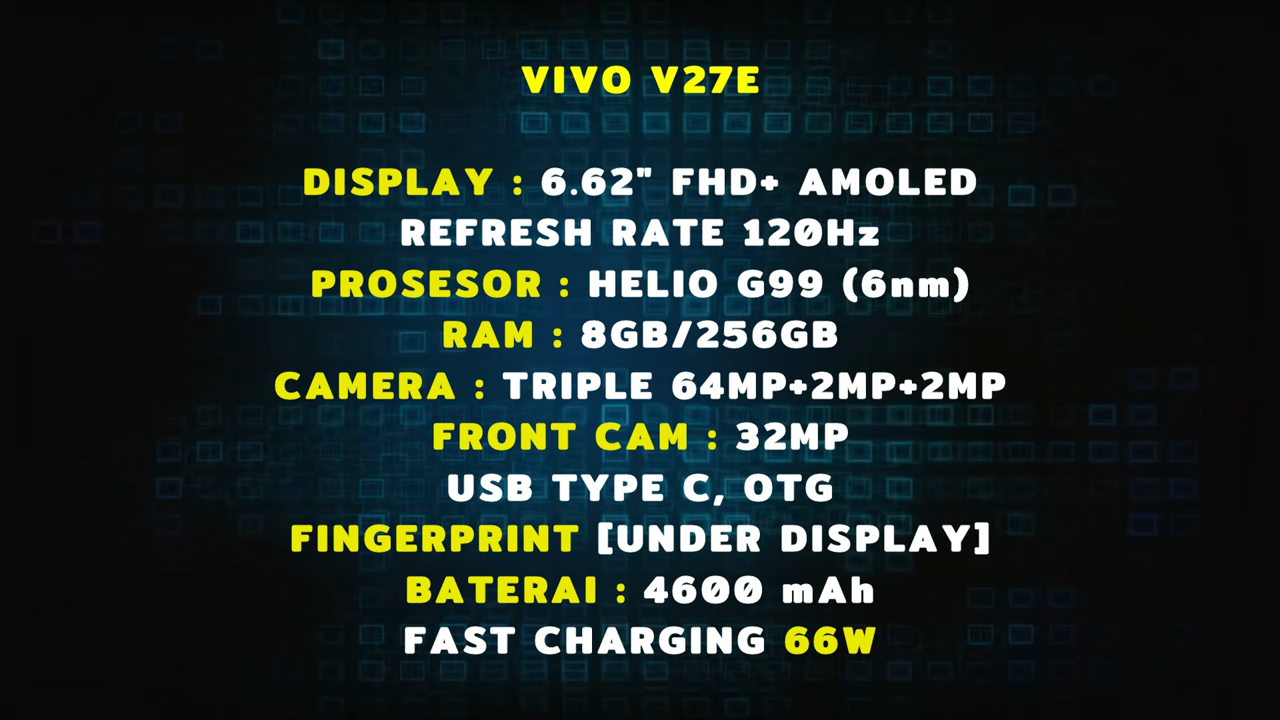 VIVO V27E
DISPLAY : 6.62" FHD+ AMOLED
REFRESH RATE 120Hz
PROSESOR : HELIO G99 (6nm)
RAM : 8GB/256GB
CAMERA : TRIPLE 64MP+2MP+2MP
FRONT CAM : 32MP
USB TYPE C, OTG
FINGERPRINT [UNDER DISPLAY]
BATERAI : 4600 mAh
FAST CHARGING 66W